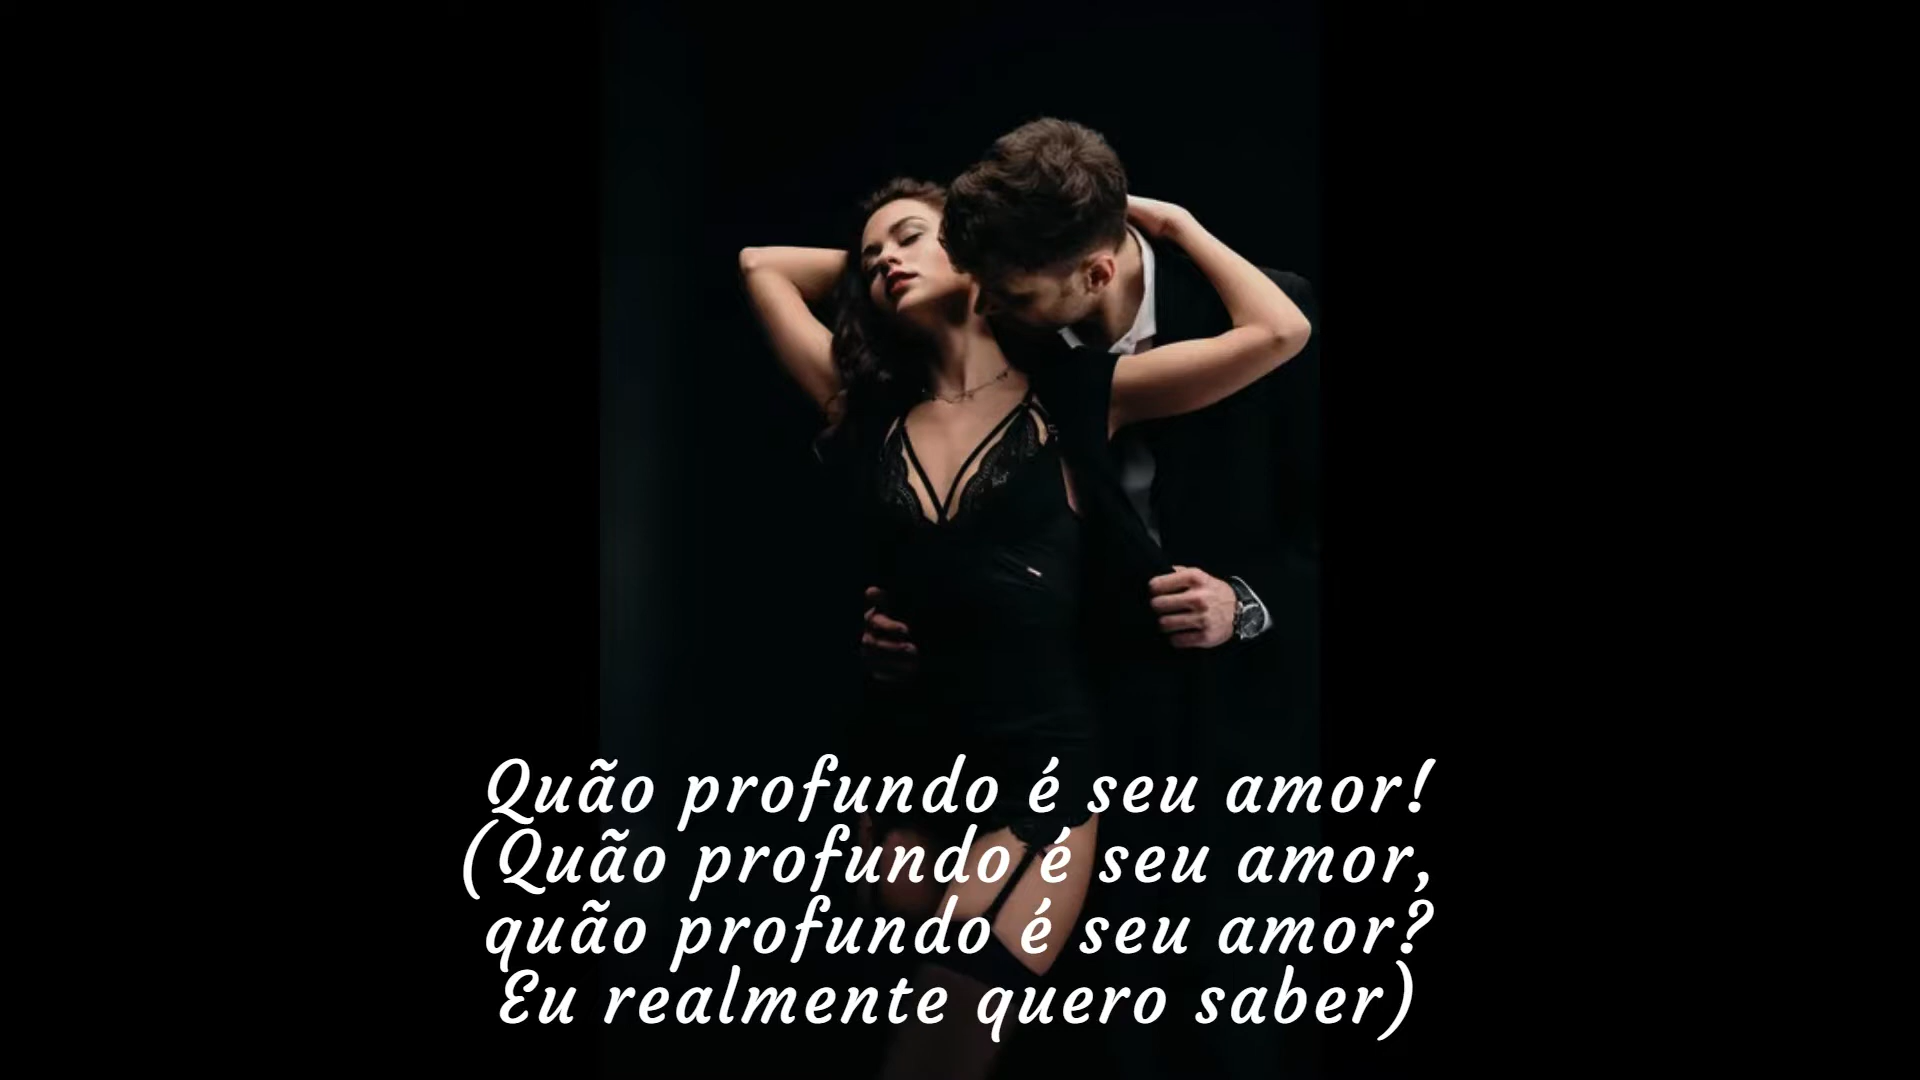 Quão profundo é seu amor!
(Quão profundo é seu amor,
quão profundo é seu amor?
Eu realmente quero saber)